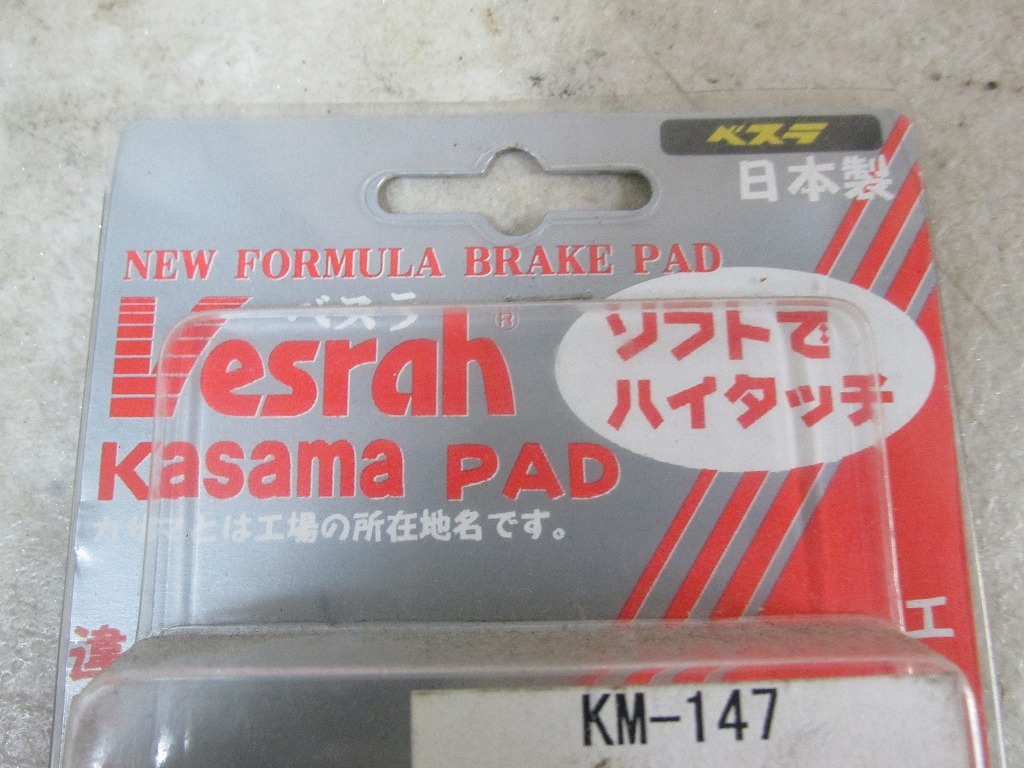 ベスラ
日本製
NEW FORMULA BRAKE PAD
ベスラ
Vesrah®
ソフトで
ハイタッチ
Kasama PAD
カサマとは工場の所在地名です。
違
工
KM-147